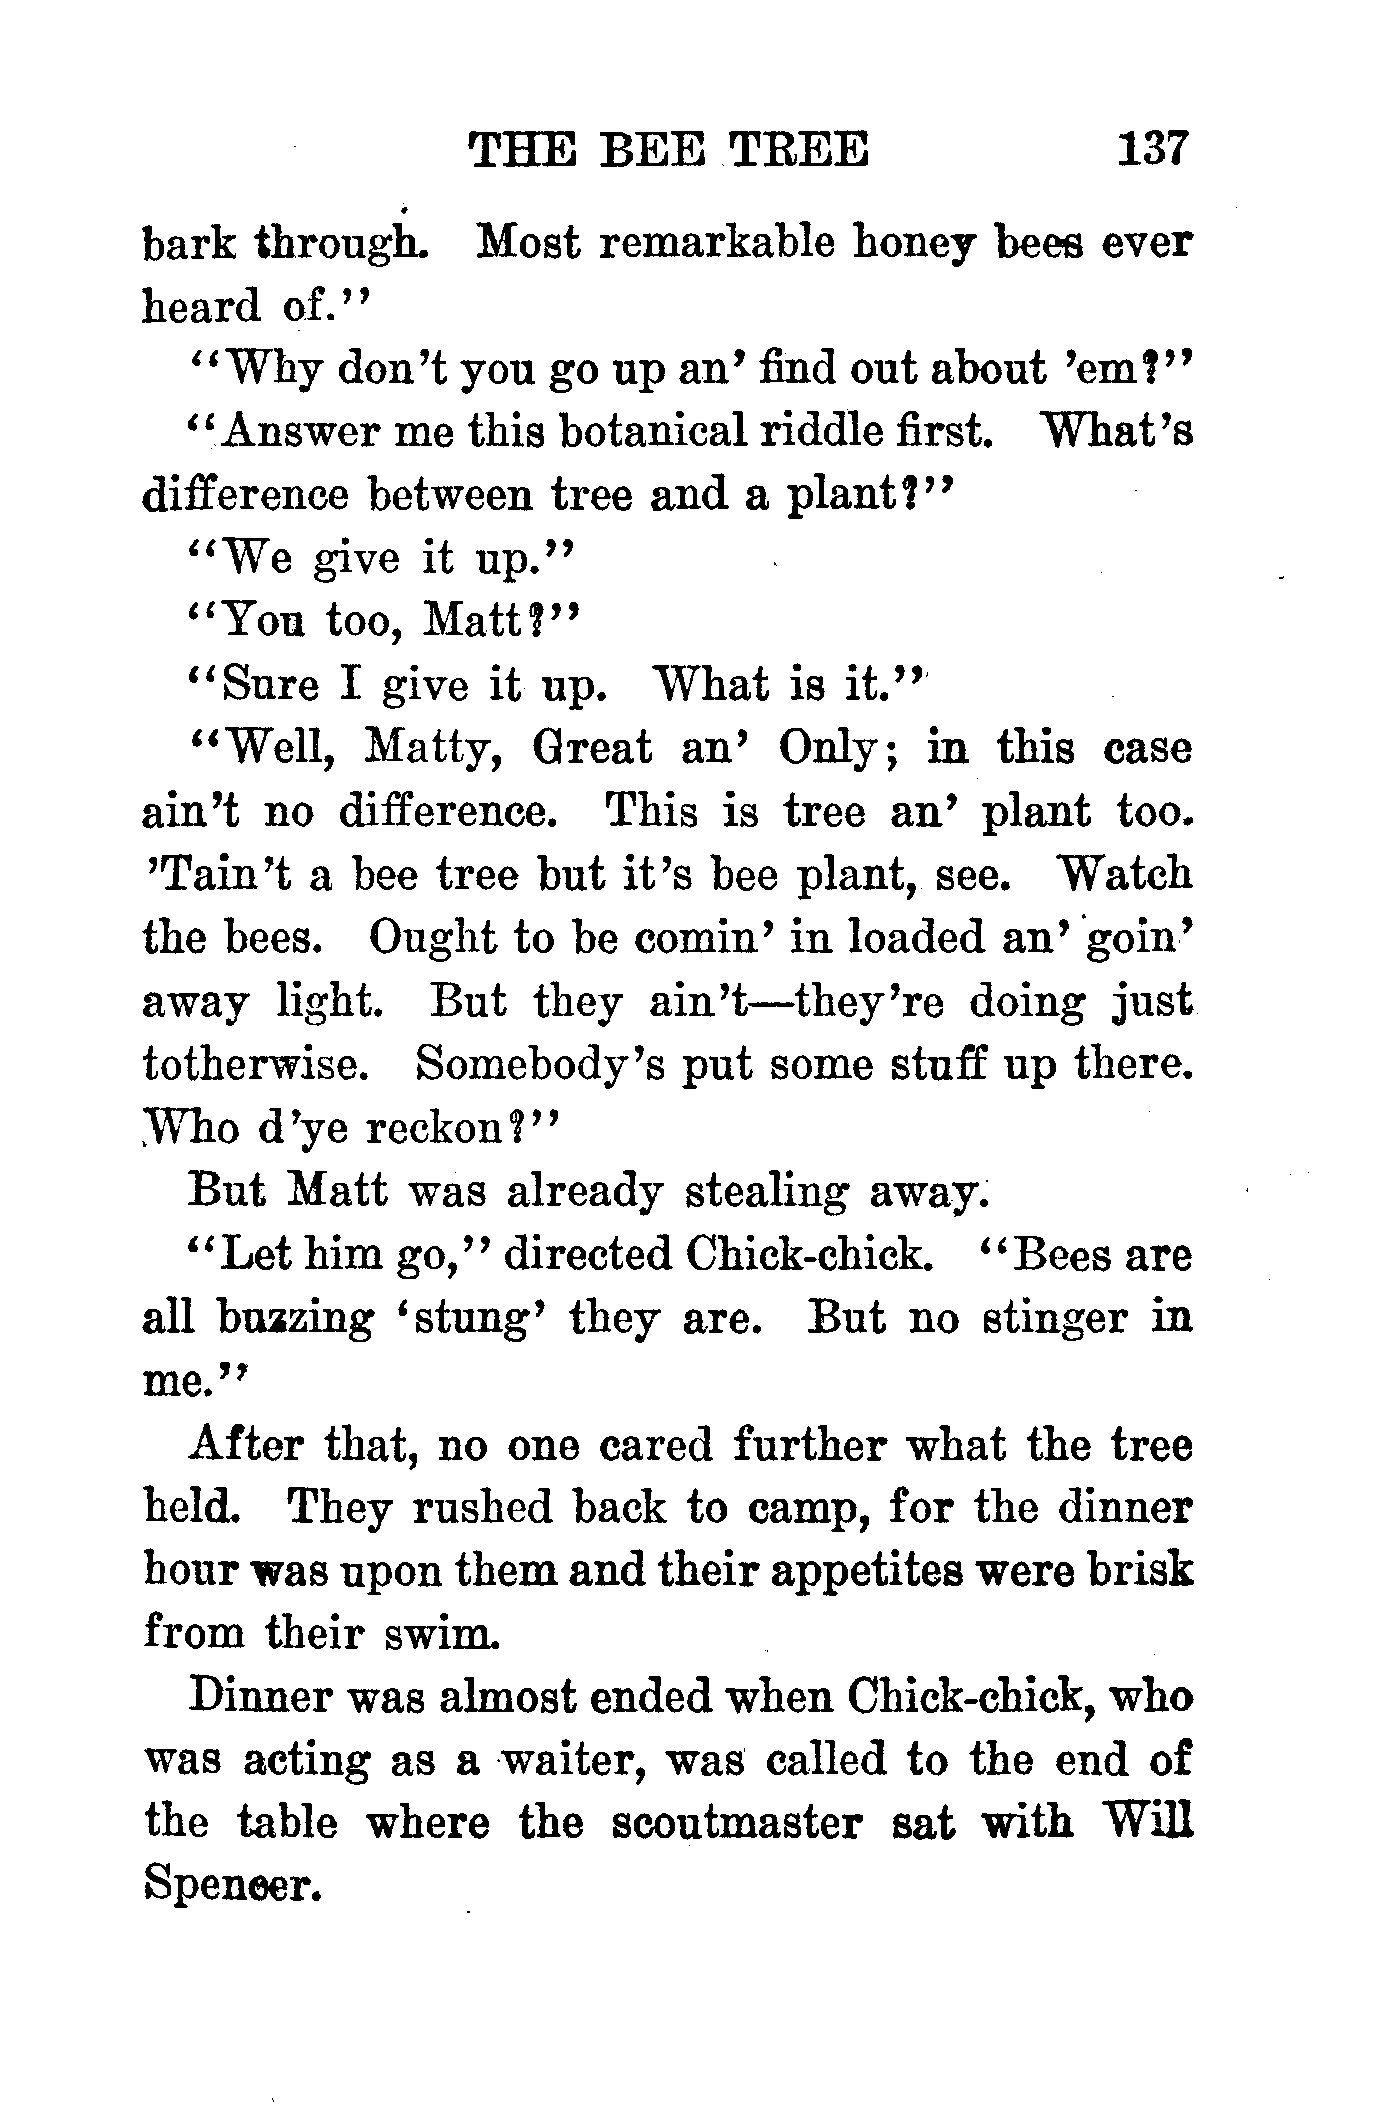 THE BEE TREE 137
bark through. Most remarkable honey bees ever
heard of."
"Why don't you go up an' find out about 'em?"
"Answer me this botanical riddle first. What's
difference between tree and a plant?"
"We give it up."
"You too, Matt?"
"Sure I give it up. What is it."
"Well, Matty, Great an' Only; in this case
ain't no difference. This is tree an' plant too.
'Tain't a bee tree but it's bee plant, see. Watch
the bees. Ought to be comin' in loaded an' goin'
away light. But they ain't—they're doing just
totherwise. Somebody's put some stuff up there.
Who d'ye reckon?"
But Matt was already stealing away.
"Let him go," directed Chick-chick. "Bees are
all buzzing 'stung' they are. But no stinger in
me."
After that, no one cared further what the tree
held. They rushed back to camp, for the dinner
hour was upon them and their appetites were brisk
from their swim.
Dinner was almost ended when Chick-chick, who
was acting as a waiter, was called to the end of
the table where the scoutmaster sat with Will
Spencer.